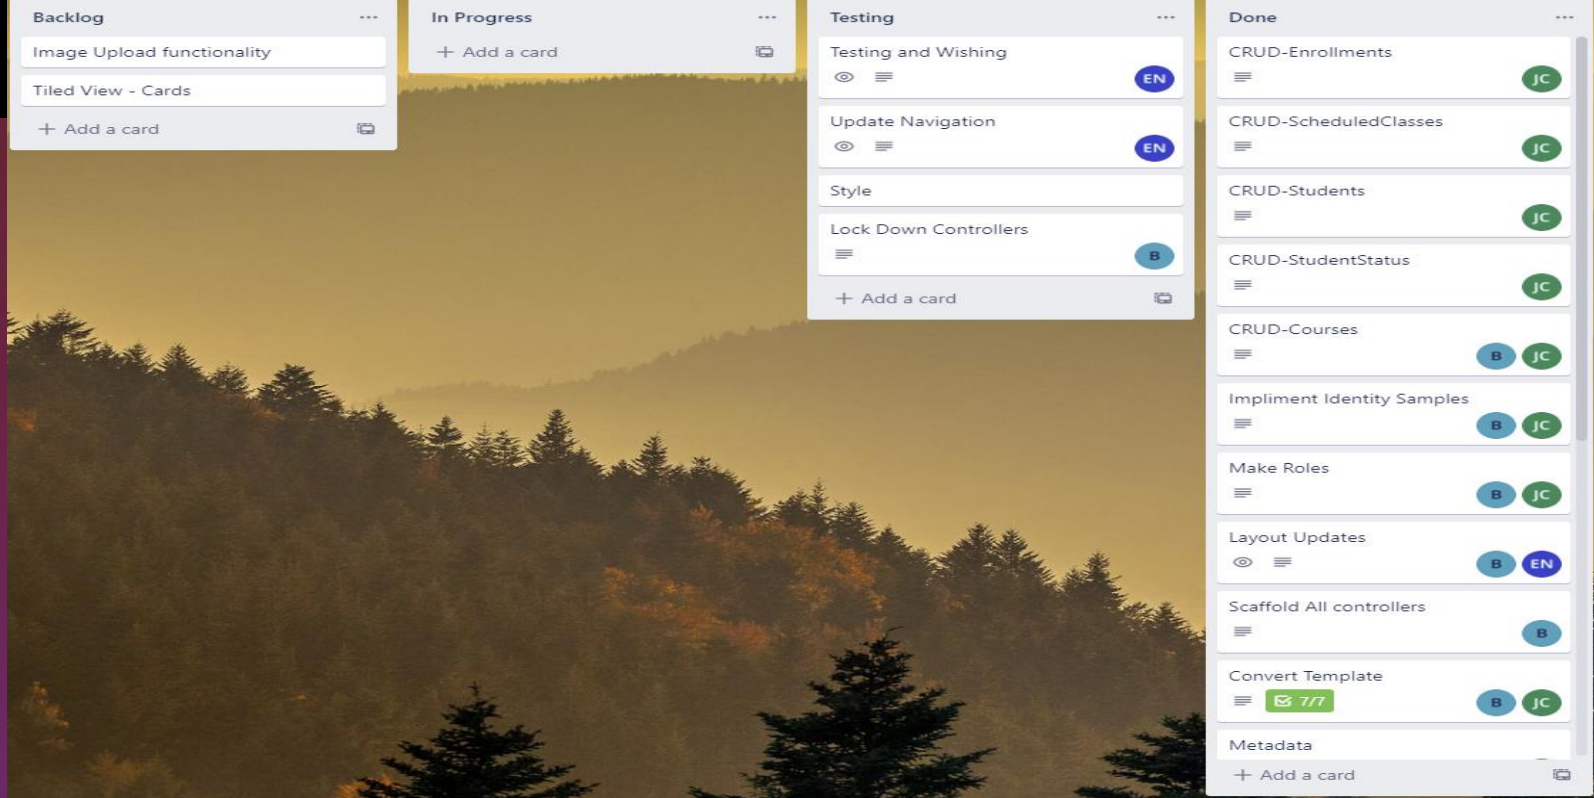 Backlog
Image Upload functionality
Tiled View - Cards
+ Add a card
In Progress
+ Add a card
Testing
Testing and Wishing
EN
Update Navigation
EN
Style
Lock Down Controllers
B
+ Add a card
Done
CRUD-Enrollments
JC
CRUD-ScheduledClasses
JC
CRUD-Students
JC
CRUD-StudentStatus
JC
CRUD-Courses
B JC
Impliment Identity Samples
B JC
Make Roles
B JC
Layout Updates
B EN
Scaffold All controllers
B
Convert Template
7/7 B JC
Metadata
+ Add a card